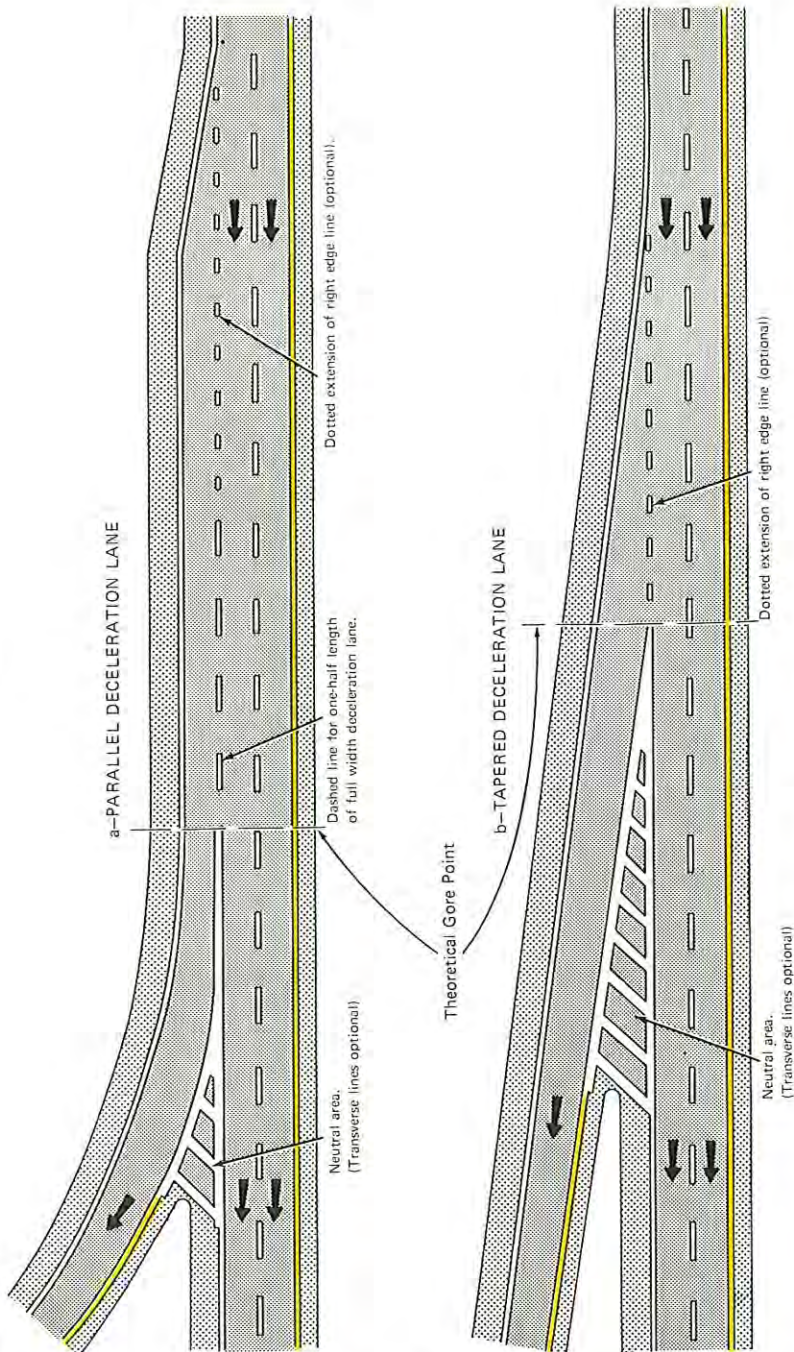 a—PARALLEL DECELERATION LANE
Dotted extension of right edge line (optional).
Dashed line for one-half length
of full width deceleration lane.
Neutral area.
(Transverse lines optional)
Theoretical Gore Point
b—TAPERED DECELERATION LANE
Dotted extension of right edge line (optional)
Neutral area.
(Transverse lines optional)